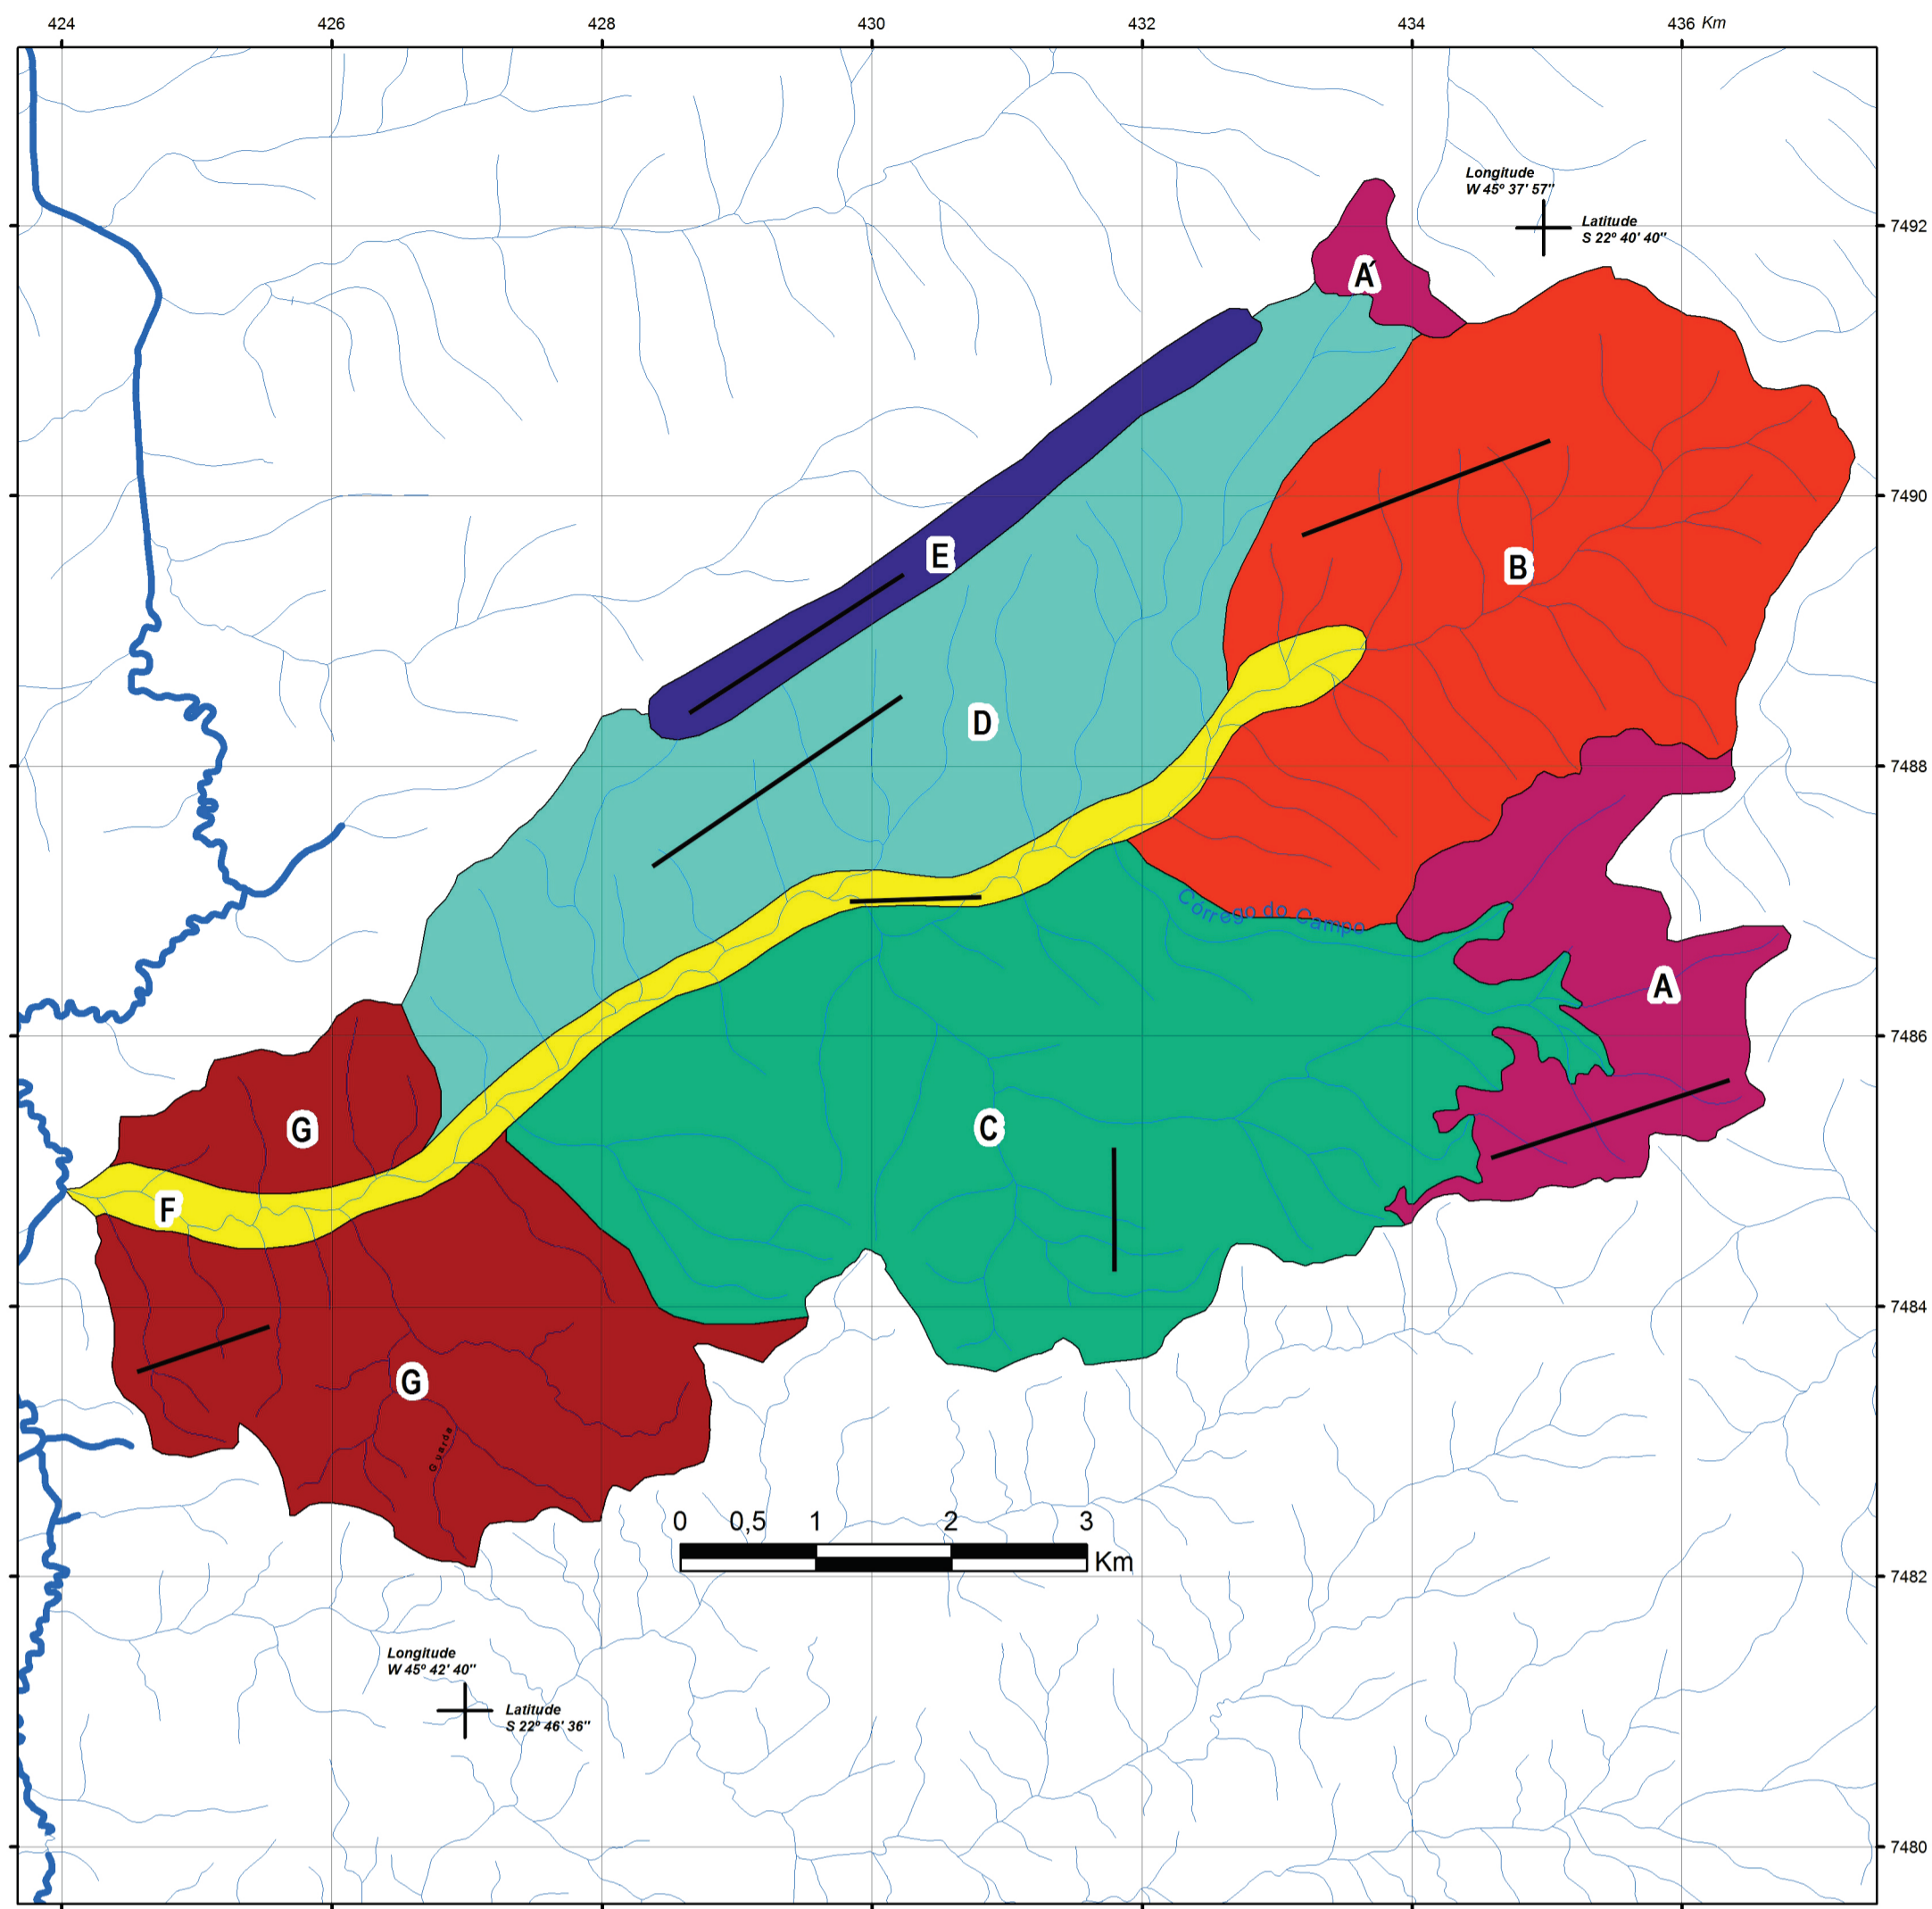 424 426 428 430 432 434 436 Km
Longitude
W 45º 37' 57"
Latitude
S 22º 40' 40"
7492
A'
7490
E
B
D
7488
Córrego do Campo
A
7486
G
C
F
7484
G
Guarda
0 0,5 1 2 3
Km
7482
Longitude
W 45º 42' 40"
Latitude
S 22º 46' 36"
7480